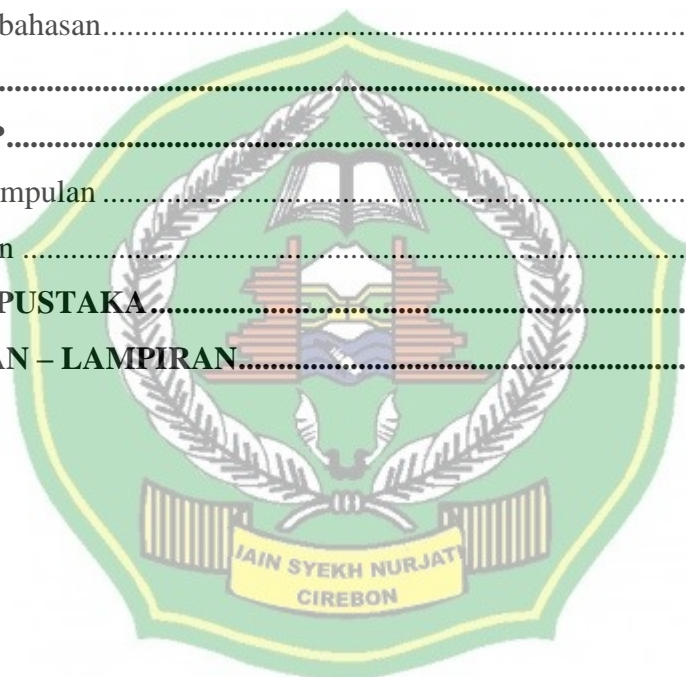 bahasan................................................................................
................................................................................
P................................................................................
mpulan ................................................................................
n ................................................................................
PUSTAKA................................................................................
AN – LAMPIRAN................................................................................
IAIN SYEKH NURJATI
CIREBON